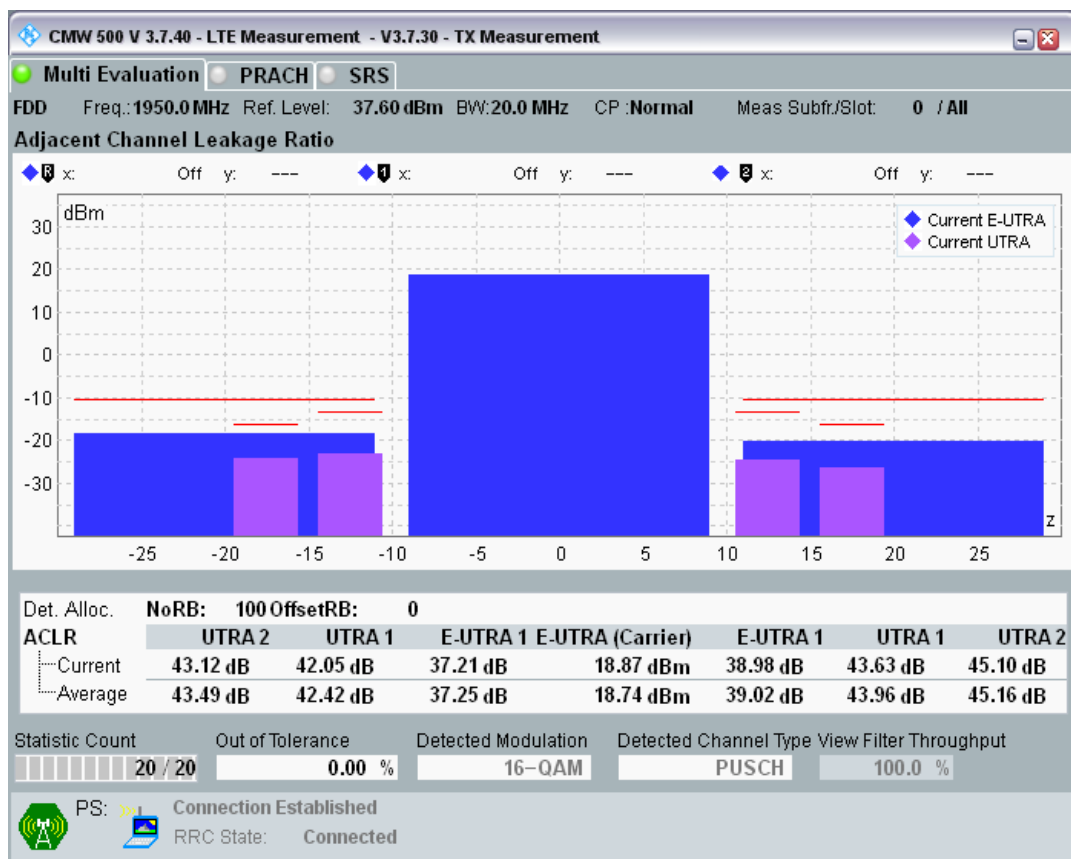 CMW 500 V 3.7.40 - LTE Measurement - V3.7.30 - TX Measurement
Multi Evaluation PRACH SRS
FDD Freq.: 1950.0 MHz Ref. Level: 37.60 dBm BW: 20.0 MHz CP : Normal Meas Subfr./Slot: 0 / All
Adjacent Channel Leakage Ratio
R x: Off y: --- 1 x: Off y: --- 2 x: Off y: ---
dBm
Current E-UTRA
Current UTRA
30
20
10
0
-10
-20
-30
z
-25 -20 -15 -10 -5 0 5 10 15 20 25
Det. Alloc. NoRB: 100 OffsetRB: 0
ACLR UTRA 2 UTRA 1 E-UTRA 1 E-UTRA (Carrier) E-UTRA 1 UTRA 1 UTRA 2
Current 43.12 dB 42.05 dB 37.21 dB 18.87 dBm 38.98 dB 43.63 dB 45.10 dB
Average 43.49 dB 42.42 dB 37.25 dB 18.74 dBm 39.02 dB 43.96 dB 45.16 dB
Statistic Count Out of Tolerance Detected Modulation Detected Channel Type View Filter Throughput
20 / 20 0.00 % 16-QAM PUSCH 100.0 %
PS: Connection Established
RRC State: Connected